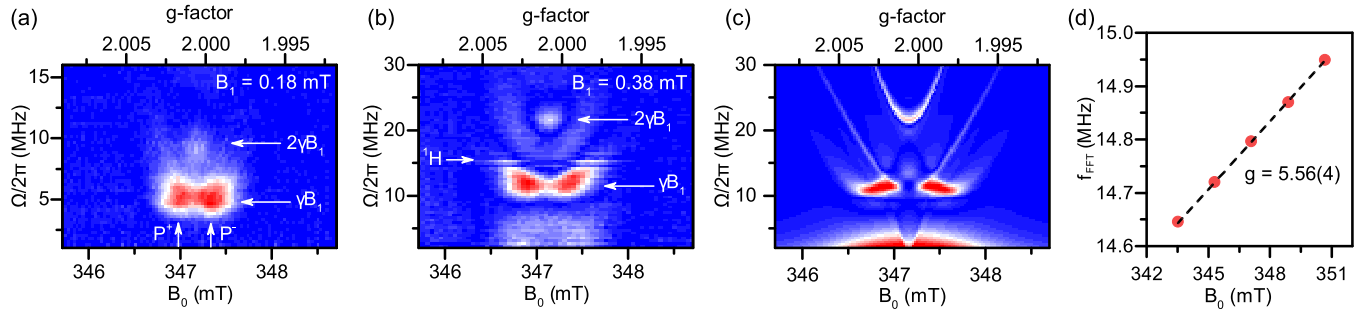 (a)
g-factor
2.005 2.000 1.995
15
10
5
Ω/2π (MHz)
B₁ = 0.18 mT
2γB₁
γB₁
P⁺ P⁻
346 347 348
B₀ (mT)
(b)
g-factor
2.005 2.000 1.995
30
20
10
Ω/2π (MHz)
B₁ = 0.38 mT
2γB₁
¹H
γB₁
346 347 348
B₀ (mT)
(c)
g-factor
2.005 2.000 1.995
30
20
10
Ω/2π (MHz)
346 347 348
B₀ (mT)
(d)
15.0
14.9
14.8
14.7
14.6
f_FFT (MHz)
g = 5.56(4)
342 345 348 351
B₀ (mT)